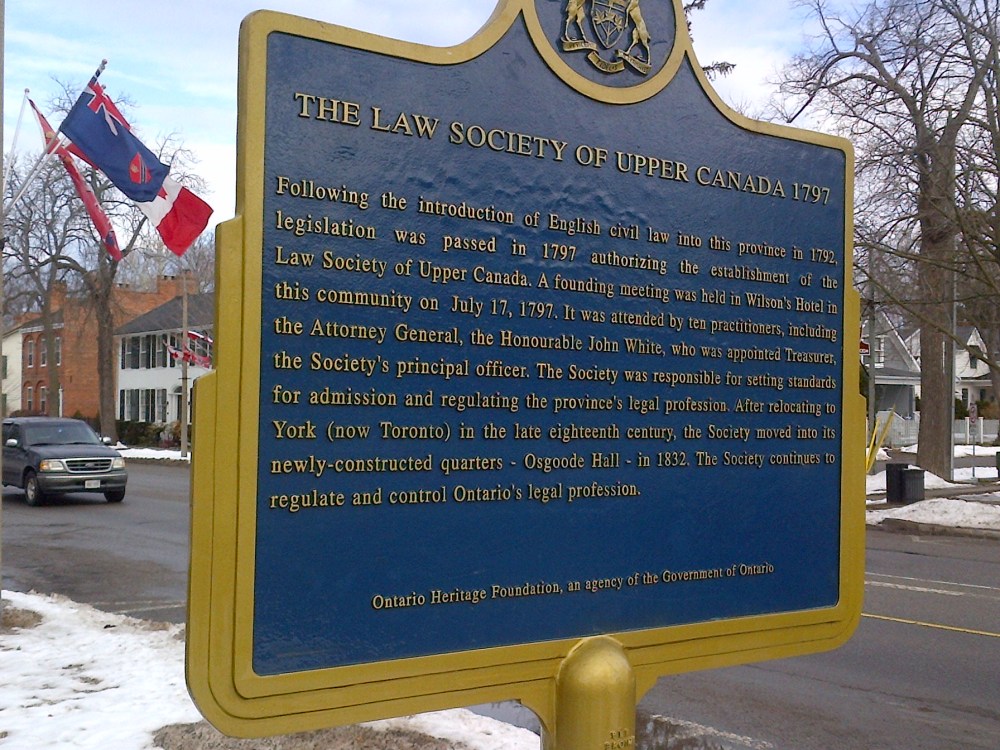 THE LAW SOCIETY OF UPPER CANADA 1797
Following the introduction of English civil law into this province in 1792,
legislation was passed in 1797 authorizing the establishment of the
Law Society of Upper Canada. A founding meeting was held in Wilson's Hotel in
this community on July 17, 1797. It was attended by ten practitioners, including
the Attorney General, the Honourable John White, who was appointed Treasurer,
the Society's principal officer. The Society was responsible for setting standards
for admission and regulating the province's legal profession. After relocating to
York (now Toronto) in the late eighteenth century, the Society moved into its
newly-constructed quarters - Osgoode Hall - in 1832. The Society continues to
regulate and control Ontario's legal profession.
Ontario Heritage Foundation, an agency of the Government of Ontario